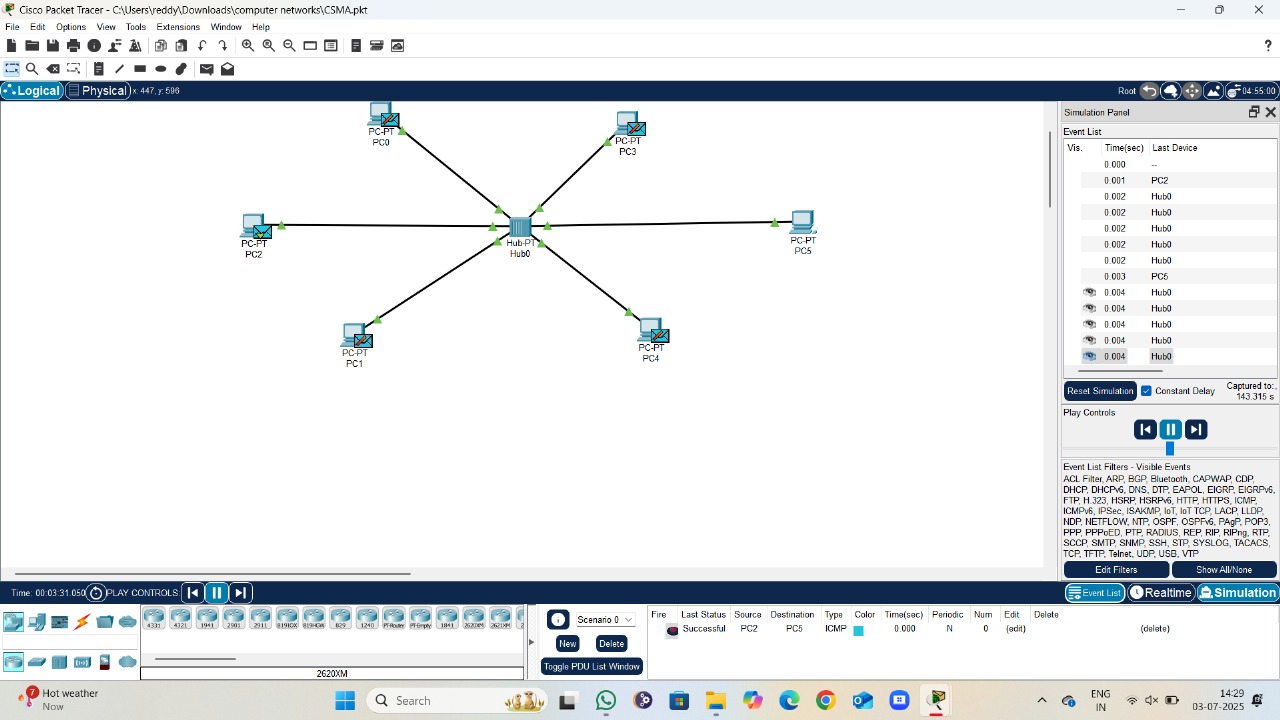 Cisco Packet Tracer - C:\Users\reddy\Downloads\computer networks\CSMA.pkt
File Edit Options View Tools Extensions Window Help
?
Logical Physical x: 447, y: 596 Root 04:55:00
PC-PT
PC0
PC-PT
PC3
PC-PT
PC2
Hub-PT
Hub0
PC-PT
PC5
PC-PT
PC1
PC-PT
PC4
Simulation Panel
Event List
Vis. Time(sec) Last Device
0.000 --
0.001 PC2
0.002 Hub0
0.002 Hub0
0.002 Hub0
0.002 Hub0
0.002 Hub0
0.003 PC5
0.004 Hub0
0.004 Hub0
0.004 Hub0
0.004 Hub0
0.004 Hub0
Reset Simulation Constant Delay Captured to:
143.315 s
Play Controls
Event List Filters - Visible Events
ACL Filter, ARP, BGP, Bluetooth, CAPWAP, CDP,
DHCP, DHCPv6, DNS, DTP, EAPOL, EIGRP, EIGRPv6,
FTP, H.323, HSRP, HSRPv6, HTTP, HTTPS, ICMP,
ICMPv6, IPSec, ISAKMP, IoT, IoT TCP, LACP, LLDP,
NDP, NETFLOW, NTP, OSPF, OSPFv6, PAgP, POP3,
PPP, PPPoED, PTP, RADIUS, REP, RIP, RIPng, RTP,
SCCP, SMTP, SNMP, SSH, STP, SYSLOG, TACACS,
TCP, TFTP, Telnet, UDP, USB, VTP
Edit Filters Show All/None
Time: 00:03:31.050 PLAY CONTROLS: Event List Realtime Simulation
4331 4321 1941 2901 2911 819IOX 819HGW 829 1240 PT-Router PT-Empty 1841 2620XM 2621XM
2620XM
Scenario 0
New Delete
Toggle PDU List Window
Fire Last Status Source Destination Type Color Time(sec) Periodic Num Edit Delete
Successful PC2 PC5 ICMP 0.000 N 0 (edit) (delete)
7 Hot weather
Now
Search
ENG
IN
14:29
03-07-2025